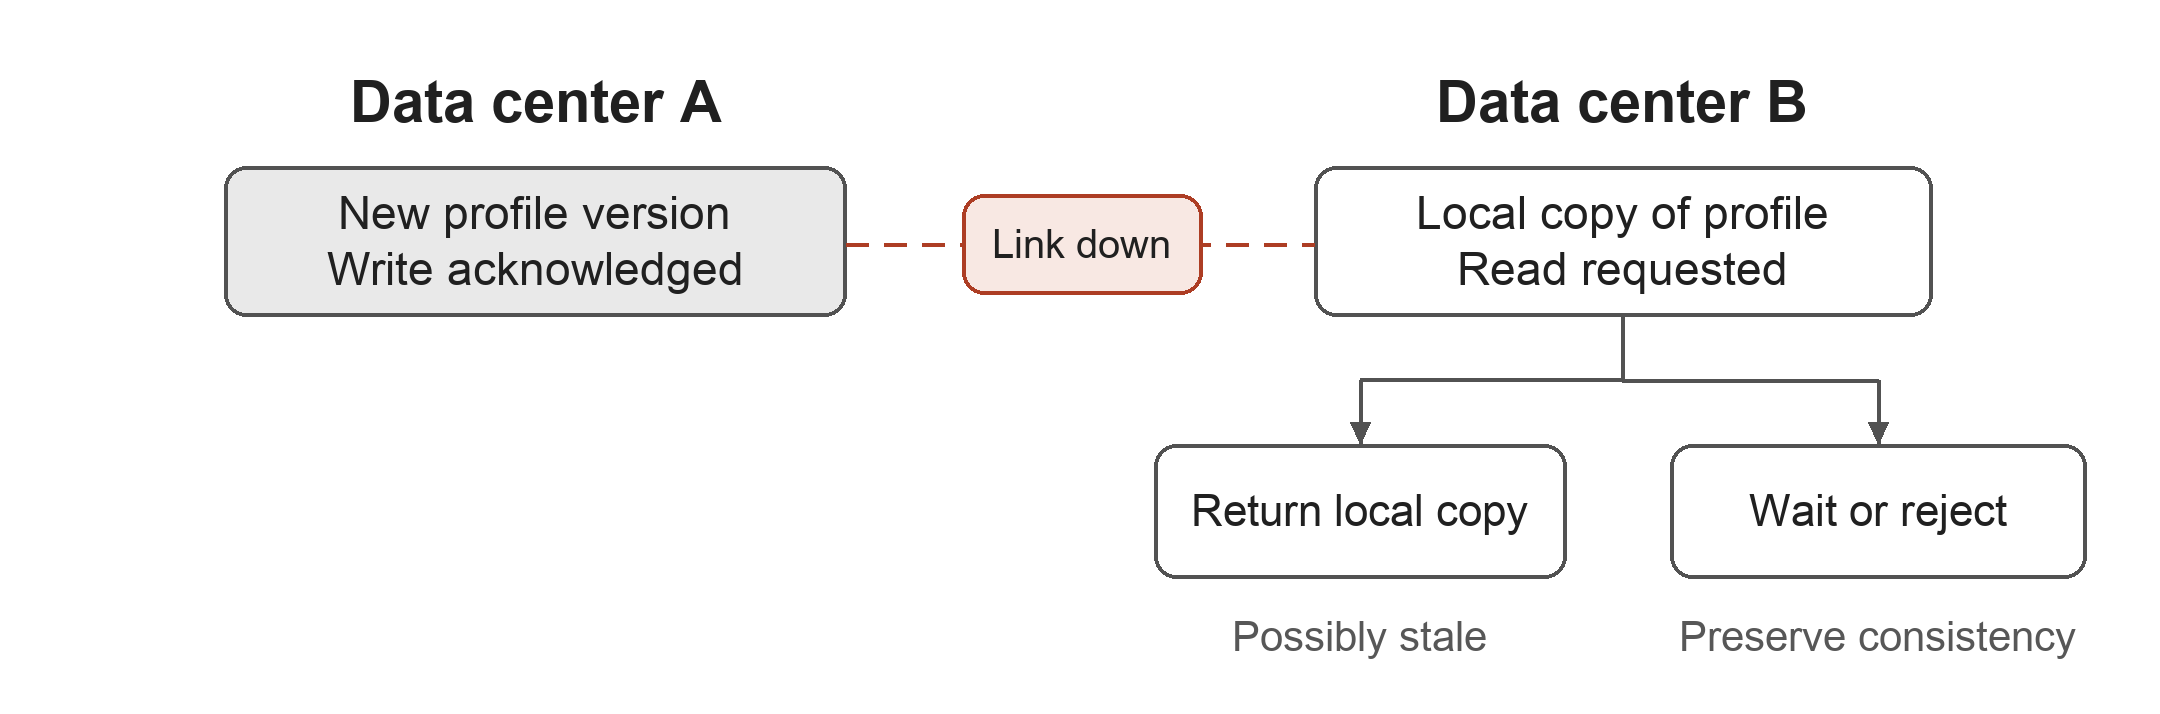 Data center A
Data center B
New profile version
Write acknowledged
Link down
Local copy of profile
Read requested
Return local copy
Wait or reject
Possibly stale
Preserve consistency